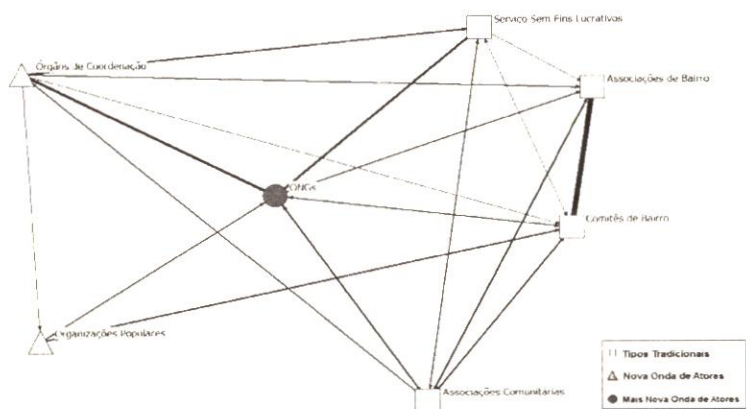 Serviço Sem Fins Lucrativos
Órgãns de Coordenação
Associações de Bairro
ONGs
Comitês de Bairro
Organizações Populares
Associações Comunitárias
Tipos Tradicionais
Nova Onda de Atores
Mais Nova Onda de Atores